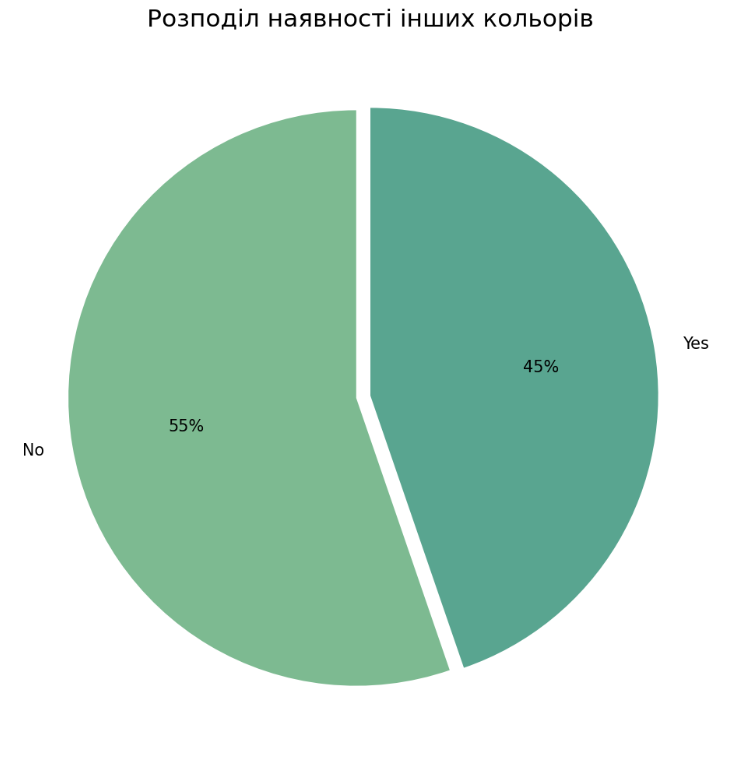 Розподіл наявності інших кольорів
Yes
45%
55%
No